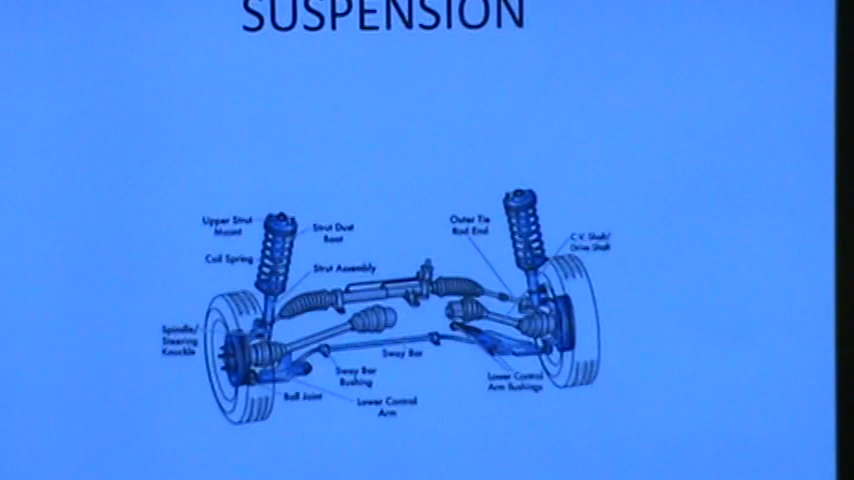 SUSPENSION
Upper Strut
Mount
Strut Dust
Boot
Coil Spring
Strut Assembly
Outer Tie
Rod End
C.V. Shaft/
Drive Shaft
Spindle/
Steering
Knuckle
Sway Bar
Sway Bar
Bushing
Ball Joint
Lower Control
Arm
Lower Control
Arm Bushings